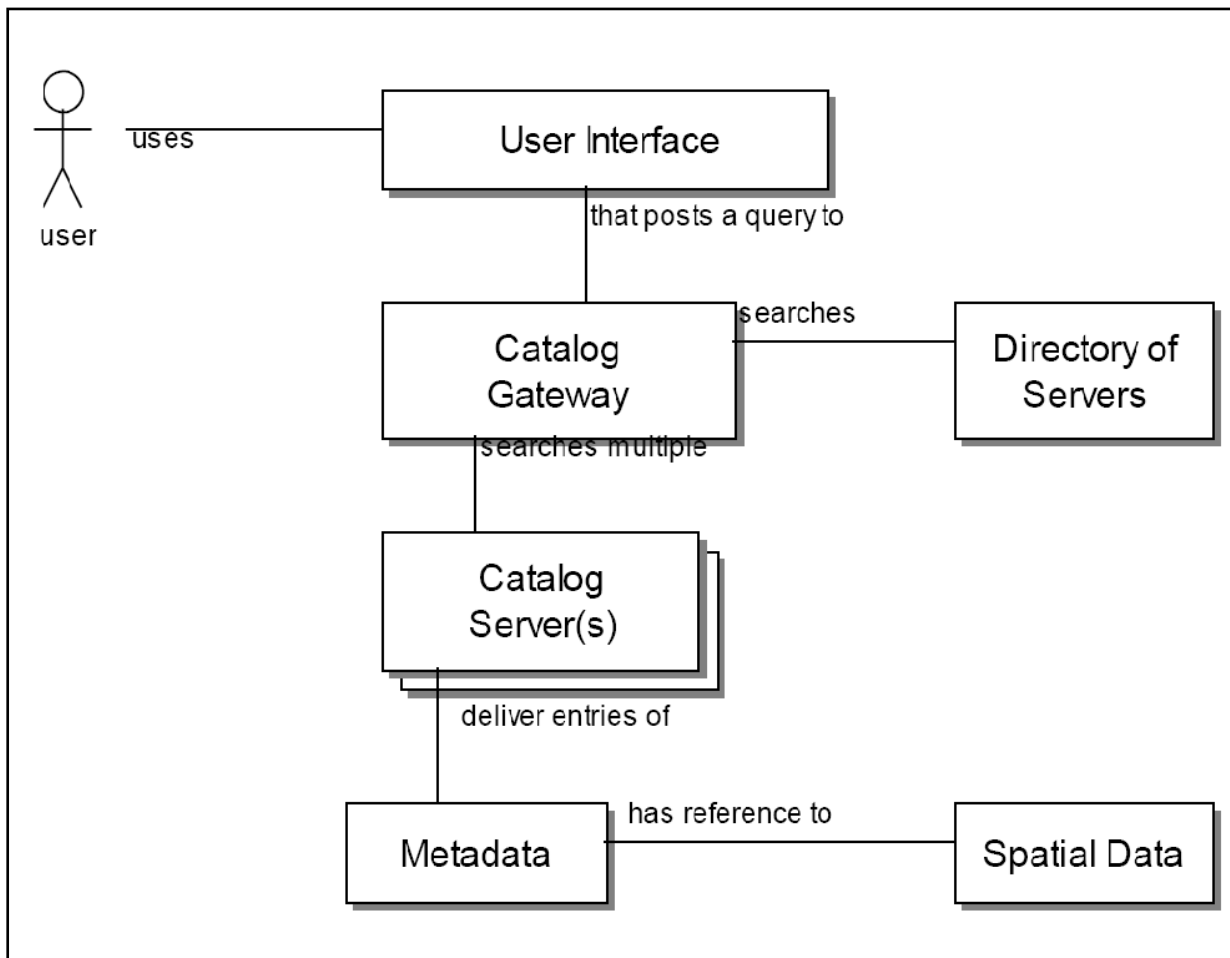 uses
User Interface
user
that posts a query to
searches
Catalog
Gateway
Directory of
Servers
searches multiple
Catalog
Server(s)
deliver entries of
has reference to
Metadata
Spatial Data